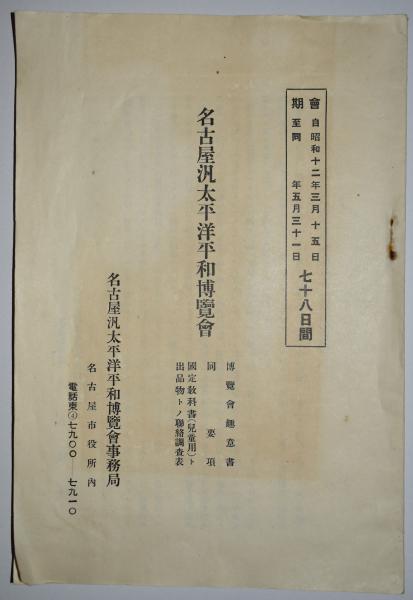 會期
自昭和十二年三月十五日
至同　　年五月三十一日
七十八日間
名古屋汎太平洋平和博覽會
博覽會趣意書
同要項
國定教科書(兒童用)ト
出品物トノ聯絡調査表
名古屋汎太平洋平和博覽會事務局
名古屋市役所內
電話東(4)七九〇〇―七九一〇